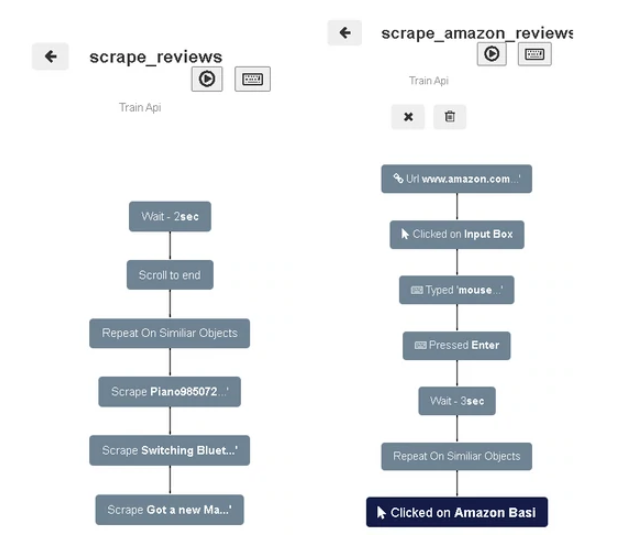 scrape_reviews
Train Api
Wait - 2sec
Scroll to end
Repeat On Similiar Objects
Scrape Piano985072...'
Scrape Switching Bluet...'
Scrape Got a new Ma...'
scrape_amazon_reviews
Train Api
Url www.amazon.com...'
Clicked on Input Box
Typed 'mouse...'
Pressed Enter
Wait - 3sec
Repeat On Similiar Objects
Clicked on Amazon Basi